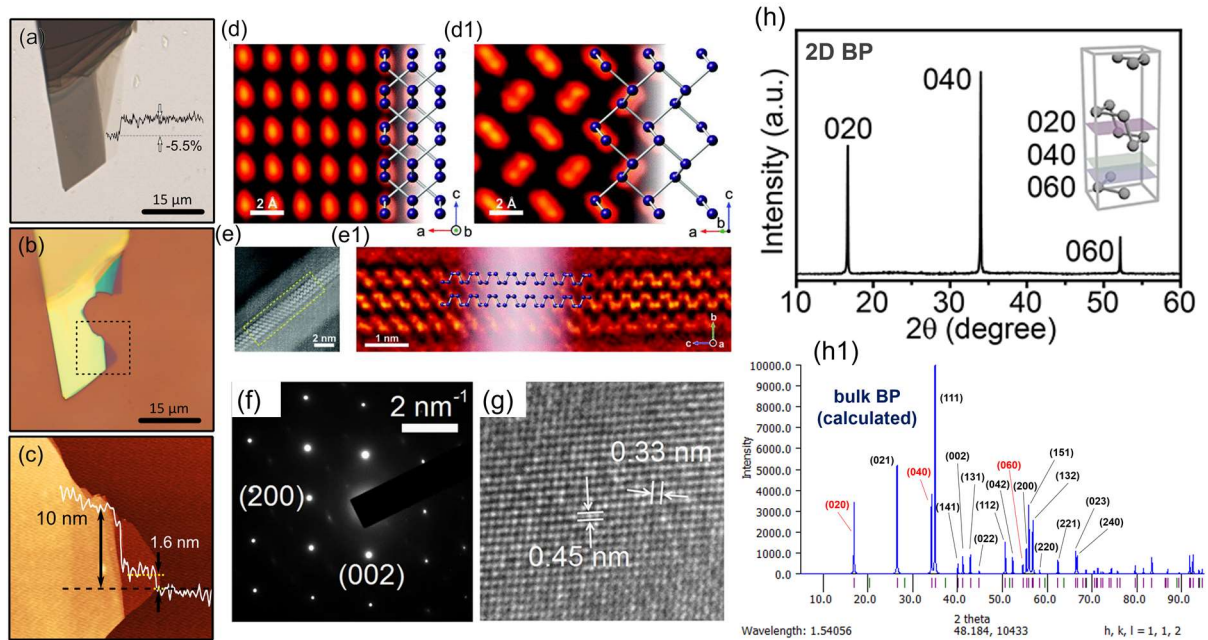 (a)
-5.5%
15 µm
(b)
15 µm
(c)
10 nm
1.6 nm
(d)
2 Å
c
a
b
(d1)
2 Å
c
a
b
(e)
2 nm
(e1)
1 nm
b
c
a
(f)
2 nm-1
(200)
(002)
(g)
0.33 nm
0.45 nm
(h)
2D BP
020
040
060
020
040
060
Intensity (a.u.)
10 20 30 40 50 60
2θ (degree)
(h1)
bulk BP
(calculated)
Intensity
10000.0
9000.0
8000.0
7000.0
6000.0
5000.0
4000.0
3000.0
2000.0
1000.0
0.0
(020)
(021)
(040)
(111)
(141)
(002)
(131)
(022)
(112)
(042)
(060)
(200)
(151)
(132)
(220)
(221)
(023)
(240)
10.0 20.0 30.0 40.0 50.0 60.0 70.0 80.0 90.0
2 theta
Wavelength: 1.54056 48.184, 10433 h, k, l = 1, 1, 2